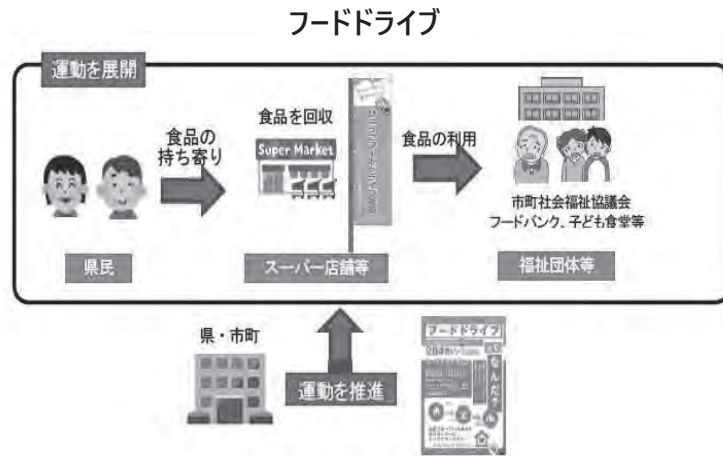 フードドライブ
運動を展開
食品の
持ち寄り
食品を回収
Super Market
食品の利用
市町社会福祉協議会
フードバンク、子ども食堂等
県民
スーパー店舗等
福祉団体等
県・市町
運動を推進
フードドライブ
なんだ?